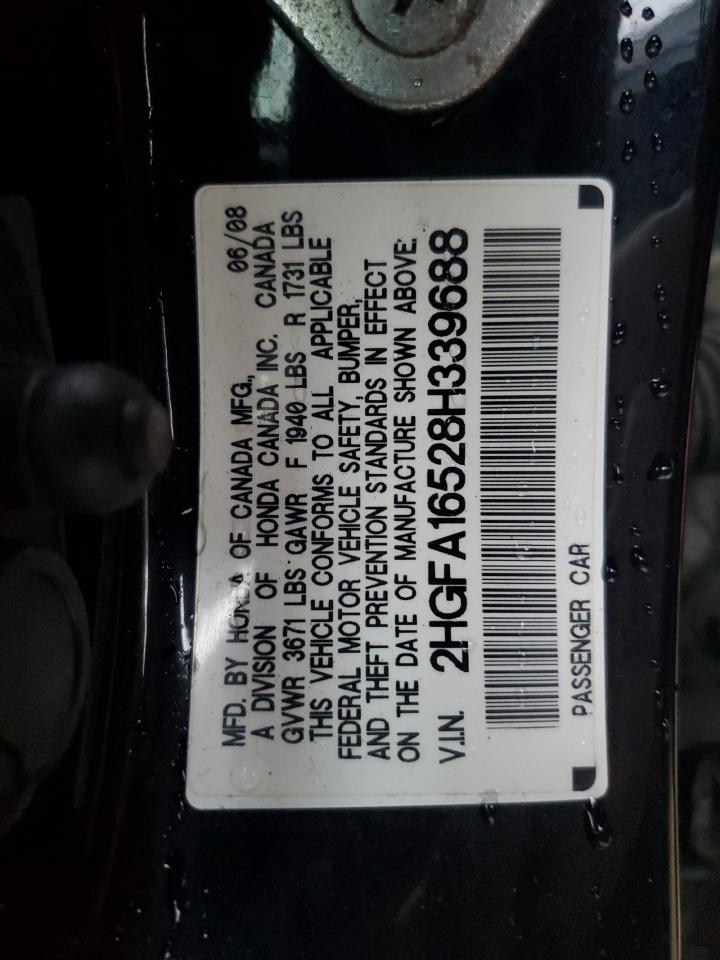 MFD. BY HONDA OF CANADA MFG., 06/08
A DIVISION OF HONDA CANADA INC. CANADA
GVWR 3671 LBS GAWR F 1940 LBS R 1731 LBS
THIS VEHICLE CONFORMS TO ALL APPLICABLE
FEDERAL MOTOR VEHICLE SAFETY, BUMPER,
AND THEFT PREVENTION STANDARDS IN EFFECT
ON THE DATE OF MANUFACTURE SHOWN ABOVE:
V.I.N. 2HGFA16528H339688
PASSENGER CAR